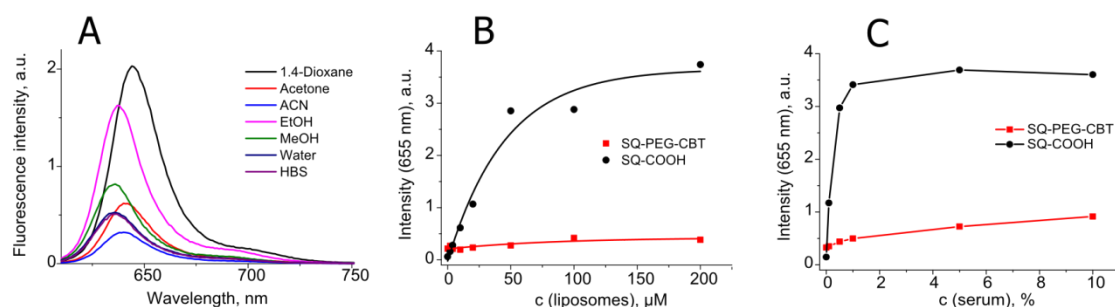 A
Fluorescence intensity, a.u.
2
1
0
650
700
750
Wavelength, nm
1.4-Dioxane
Acetone
ACN
EtOH
MeOH
Water
HBS
B
Intensity (655 nm), a.u.
4
3
2
1
0
0
50
100
150
200
c (liposomes), µM
SQ-PEG-CBT
SQ-COOH
C
Intensity (655 nm), a.u.
4
3
2
1
0
0
2
4
6
8
10
c (serum), %
SQ-PEG-CBT
SQ-COOH